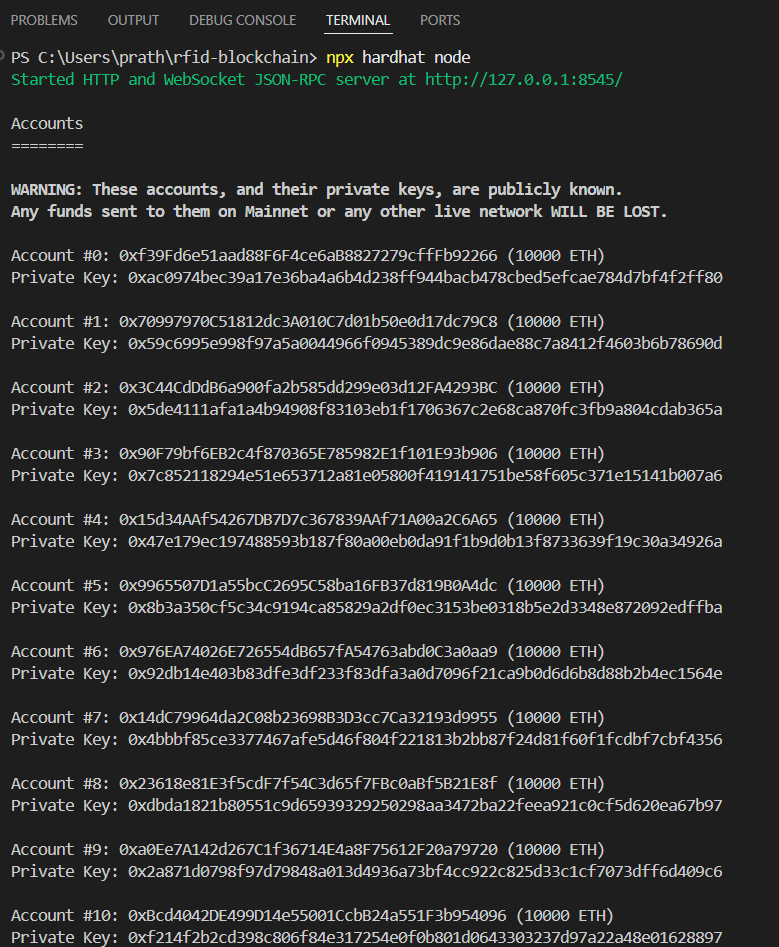 PROBLEMS OUTPUT DEBUG CONSOLE TERMINAL PORTS
PS C:\Users\prath\rfid-blockchain> npx hardhat node
Started HTTP and WebSocket JSON-RPC server at http://127.0.0.1:8545/
Accounts
========
WARNING: These accounts, and their private keys, are publicly known.
Any funds sent to them on Mainnet or any other live network WILL BE LOST.
Account #0: 0xf39Fd6e51aad88F6F4ce6aB8827279cffFb92266 (10000 ETH)
Private Key: 0xac0974bec39a17e36ba4a6b4d238ff944bacb478cbed5efcae784d7bf4f2ff80
Account #1: 0x70997970C51812dc3A010C7d01b50e0d17dc79C8 (10000 ETH)
Private Key: 0x59c6995e998f97a5a0044966f0945389dc9e86dae88c7a8412f4603b6b78690d
Account #2: 0x3C44CdDdB6a900fa2b585dd299e03d12FA4293BC (10000 ETH)
Private Key: 0x5de4111afa1a4b94908f83103eb1f1706367c2e68ca870fc3fb9a804cdab365a
Account #3: 0x90F79bf6EB2c4f870365E785982E1f101E93b906 (10000 ETH)
Private Key: 0x7c852118294e51e653712a81e05800f419141751be58f605c371e15141b007a6
Account #4: 0x15d34AAf54267DB7D7c367839AAf71A00a2C6A65 (10000 ETH)
Private Key: 0x47e179ec197488593b187f80a00eb0da91f1b9d0b13f8733639f19c30a34926a
Account #5: 0x9965507D1a55bcC2695C58ba16FB37d819B0A4dc (10000 ETH)
Private Key: 0x8b3a350cf5c34c9194ca85829a2df0ec3153be0318b5e2d3348e872092edffba
Account #6: 0x976EA74026E726554dB657fA54763abd0C3a0aa9 (10000 ETH)
Private Key: 0x92db14e403b83dfe3df233f83dfa3a0d7096f21ca9b0d6d6b8d88b2b4ec1564e
Account #7: 0x14dC79964da2C08b23698B3D3cc7Ca32193d9955 (10000 ETH)
Private Key: 0x4bbbf85ce3377467afe5d46f804f221813b2bb87f24d81f60f1fcdbf7cbf4356
Account #8: 0x23618e81E3f5cdF7f54C3d65f7FBc0aBf5B21E8f (10000 ETH)
Private Key: 0xdbda1821b80551c9d65939329250298aa3472ba22feea921c0cf5d620ea67b97
Account #9: 0xa0Ee7A142d267C1f36714E4a8F75612F20a79720 (10000 ETH)
Private Key: 0x2a871d0798f97d79848a013d4936a73bf4cc922c825d33c1cf7073dff6d409c6
Account #10: 0xBcd4042DE499D14e55001CcbB24a551F3b954096 (10000 ETH)
Private Key: 0xf214f2b2cd398c806f84e317254e0f0b801d0643303237d97a22a48e01628897